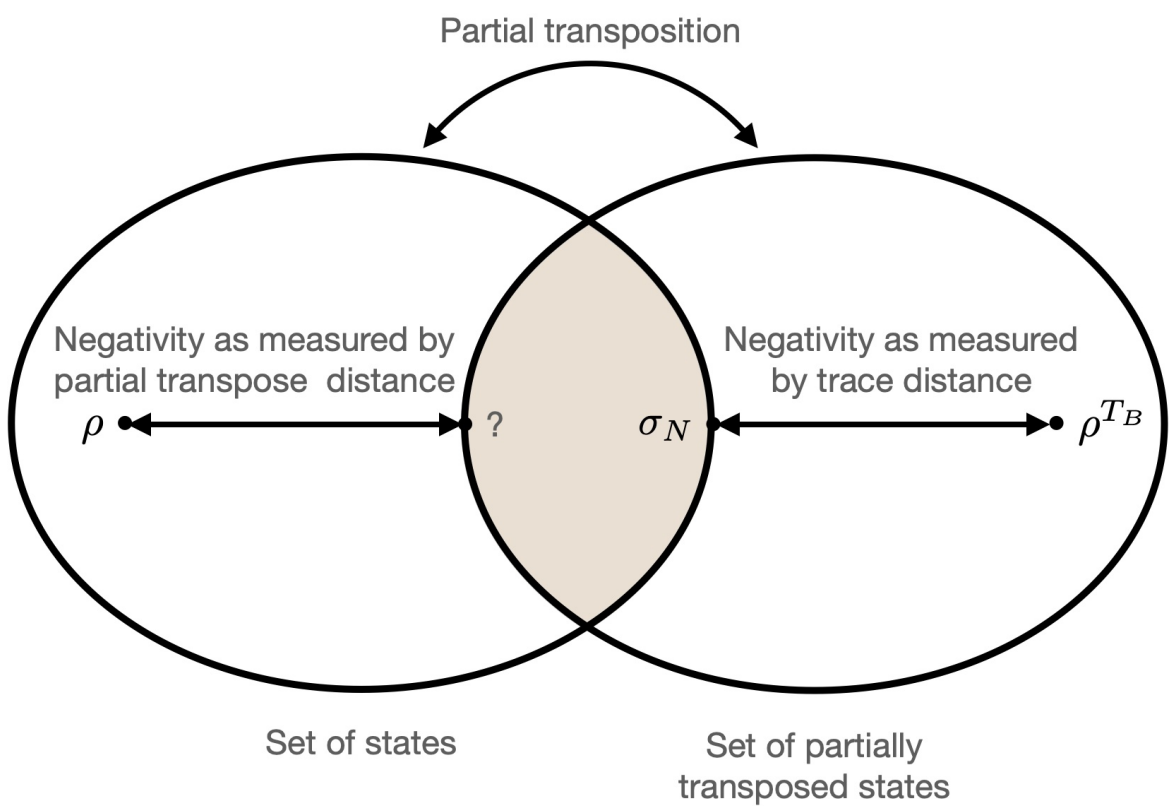 Partial transposition
Negativity as measured by
partial transpose distance
Negativity as measured
by trace distance
ρ
?
σ_N
ρ^{T_B}
Set of states
Set of partially
transposed states